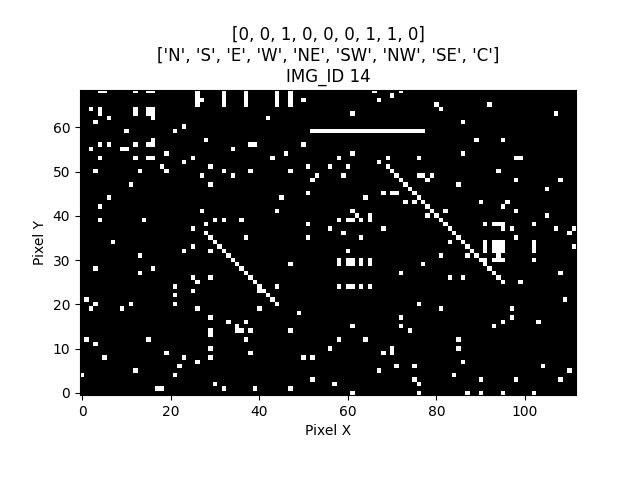 [0, 0, 1, 0, 0, 0, 1, 1, 0]
['N', 'S', 'E', 'W', 'NE', 'SW', 'NW', 'SE', 'C']
IMG_ID 14
60
50
40
30
20
10
0
Pixel Y
0 20 40 60 80 100
Pixel X